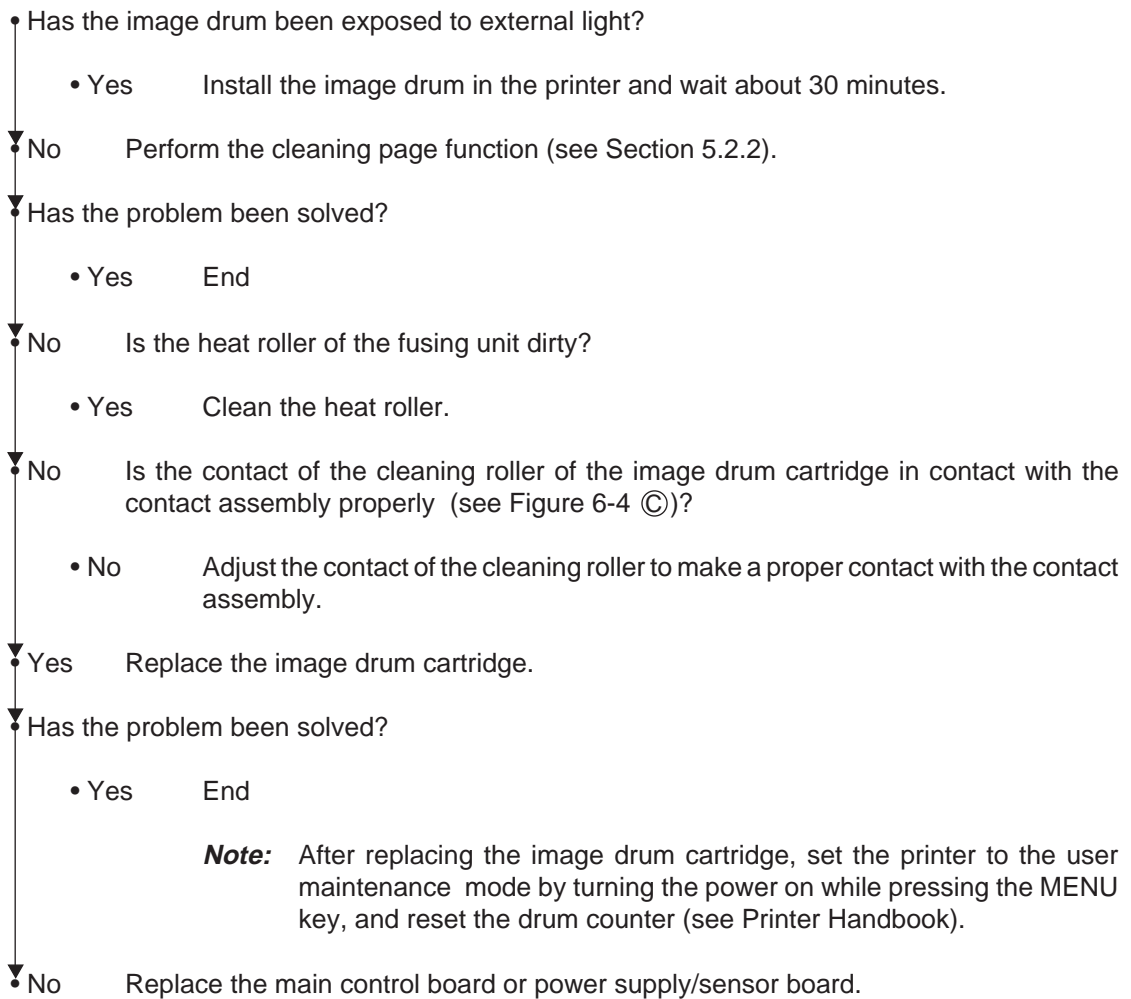 • Has the image drum been exposed to external light?
• Yes Install the image drum in the printer and wait about 30 minutes.
• No Perform the cleaning page function (see Section 5.2.2).
• Has the problem been solved?
• Yes End
• No Is the heat roller of the fusing unit dirty?
• Yes Clean the heat roller.
• No Is the contact of the cleaning roller of the image drum cartridge in contact with the
contact assembly properly (see Figure 6-4 Ⓒ)?
• No Adjust the contact of the cleaning roller to make a proper contact with the contact
assembly.
• Yes Replace the image drum cartridge.
• Has the problem been solved?
• Yes End
Note: After replacing the image drum cartridge, set the printer to the user
maintenance mode by turning the power on while pressing the MENU
key, and reset the drum counter (see Printer Handbook).
• No Replace the main control board or power supply/sensor board.